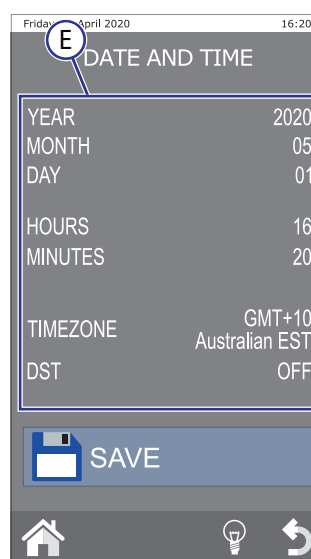 Friday April 2020 16:20
E
DATE AND TIME
YEAR 2020
MONTH 05
DAY 01
HOURS 16
MINUTES 20
TIMEZONE GMT+10
Australian EST
DST OFF
SAVE